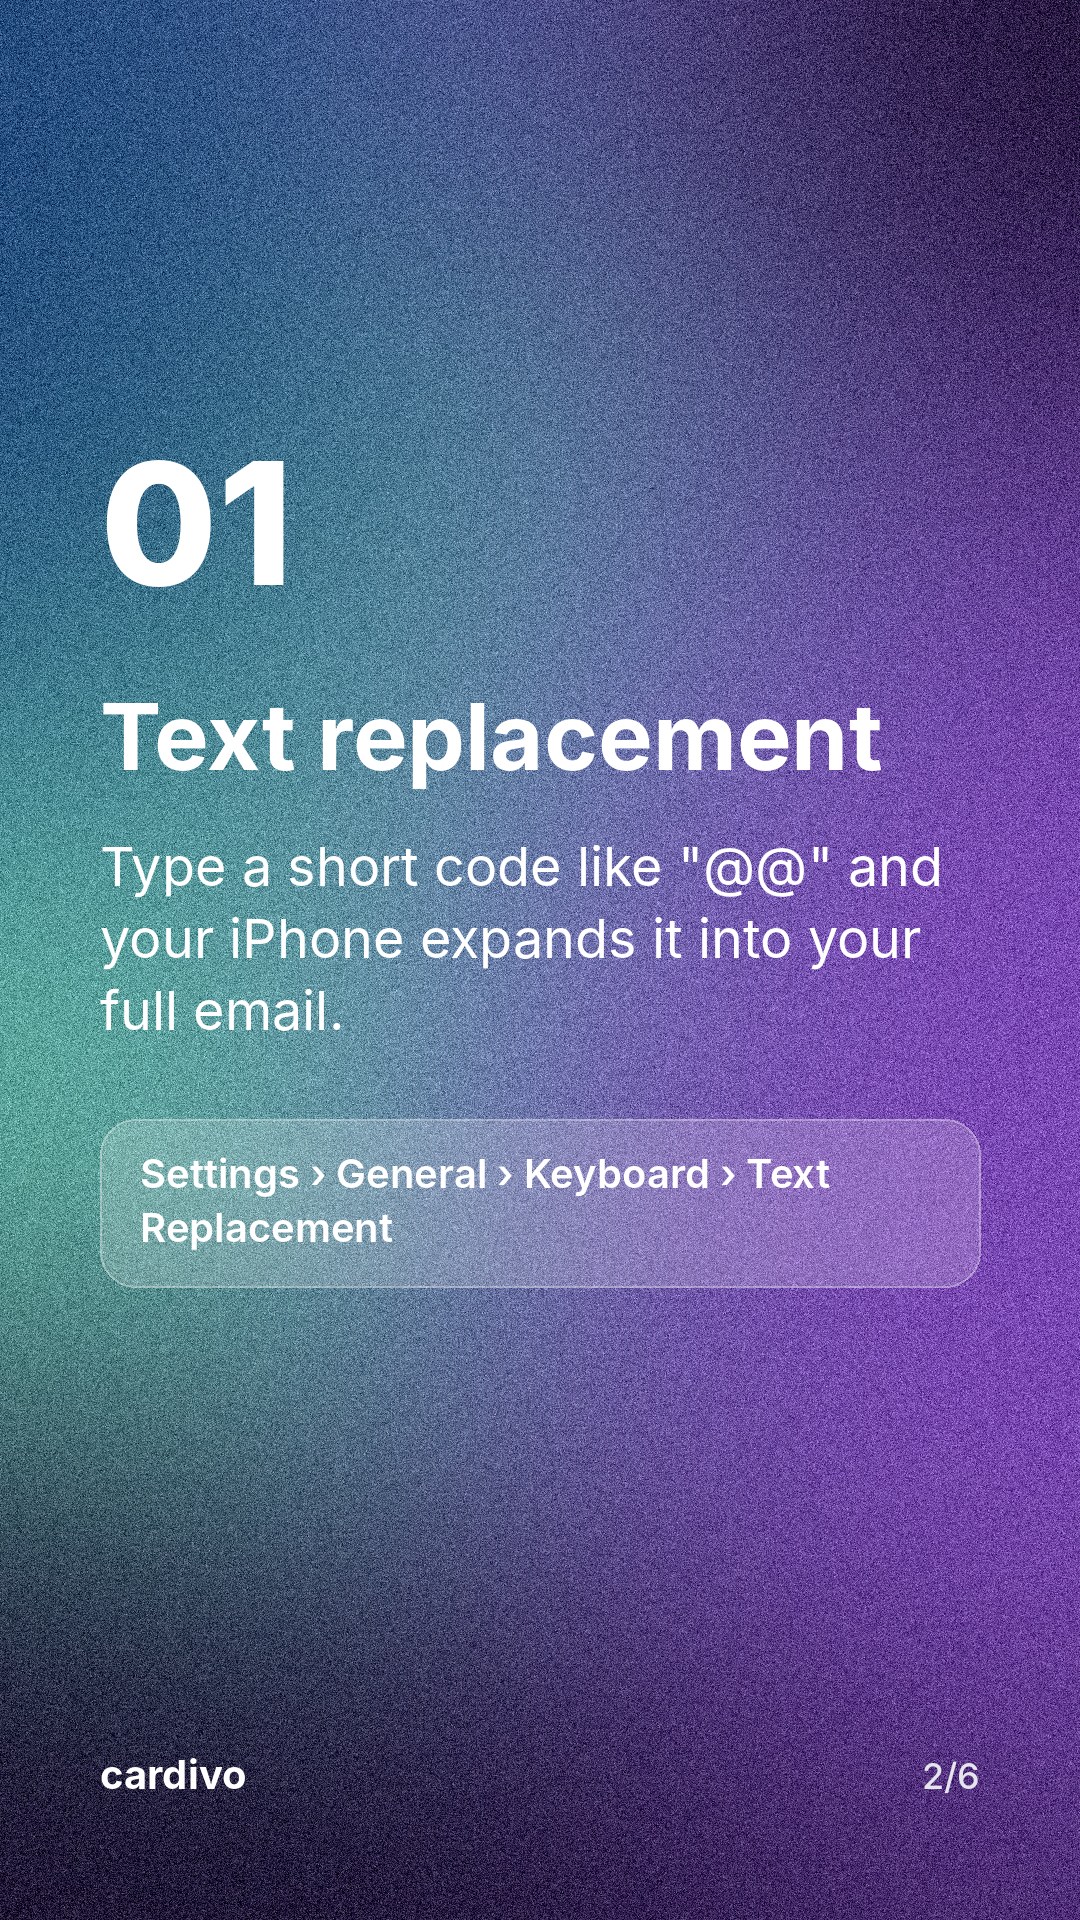 01
Text replacement
Type a short code like "@@" and
your iPhone expands it into your
full email.
Settings › General › Keyboard › Text
Replacement
cardivo
2/6